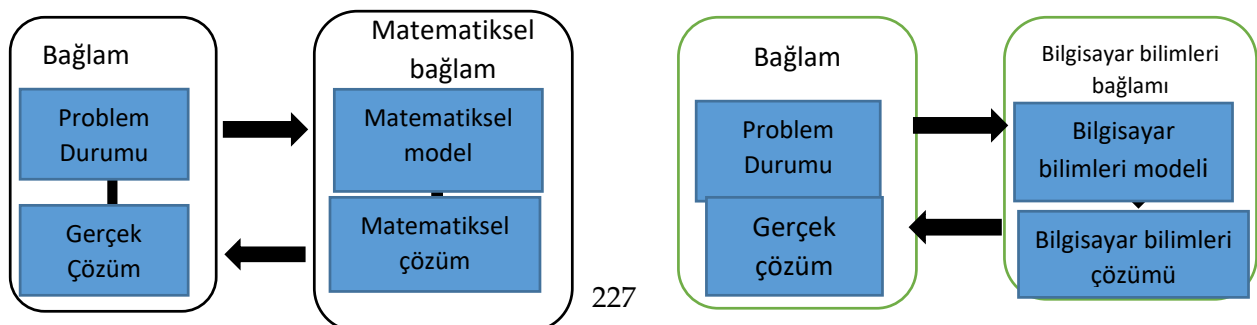 Bağlam
Problem
Durumu
Gerçek
Çözüm
Matematiksel
bağlam
Matematiksel
model
Matematiksel
çözüm
227
Bağlam
Problem
Durumu
Gerçek
çözüm
Bilgisayar bilimleri
bağlamı
Bilgisayar
bilimleri modeli
Bilgisayar bilimleri
çözümü